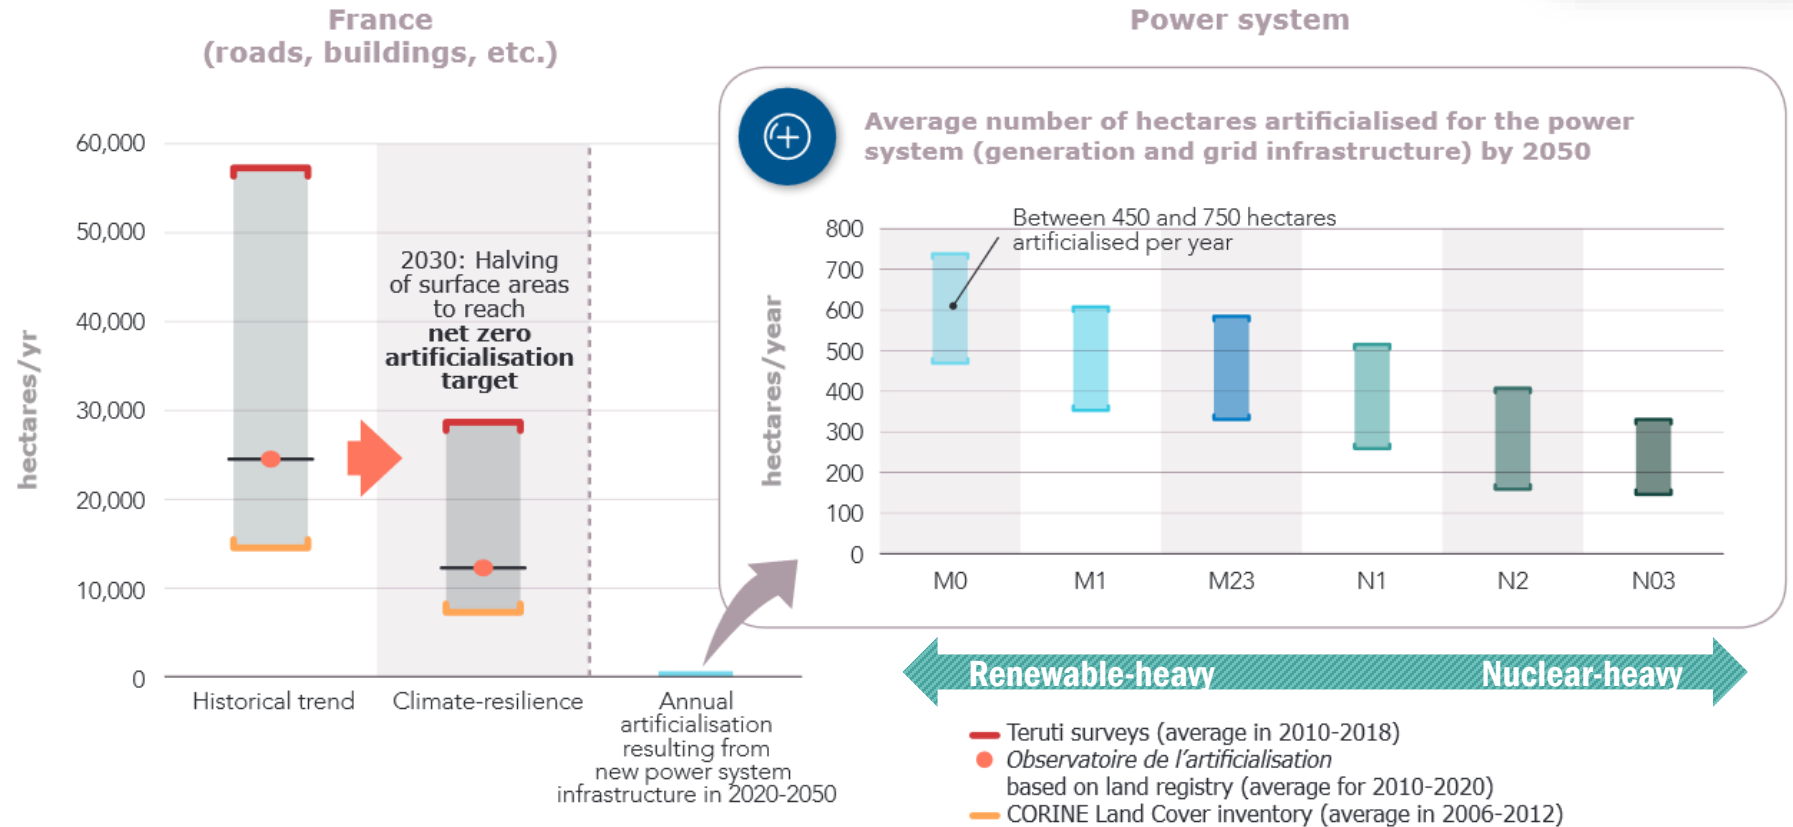 France
(roads, buildings, etc.)
hectares/yr
60,000
50,000
40,000
30,000
20,000
10,000
0
2030: Halving
of surface areas
to reach
net zero
artificialisation
target
Historical trend
Climate-resilience
Annual
artificialisation
resulting from
new power system
infrastructure in 2020-2050
Power system
Average number of hectares artificialised for the power
system (generation and grid infrastructure) by 2050
hectares/year
800
700
600
500
400
300
200
100
0
Between 450 and 750 hectares
artificialised per year
M0
M1
M23
N1
N2
N03
Renewable-heavy
Nuclear-heavy
Teruti surveys (average in 2010-2018)
Observatoire de l'artificialisation
based on land registry (average for 2010-2020)
CORINE Land Cover inventory (average in 2006-2012)